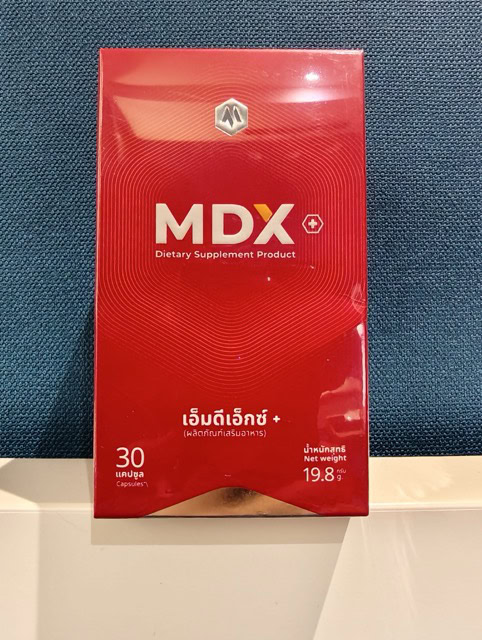 MDX +
Dietary Supplement Product
เอ็มดีเอ็กซ์ +
(ผลิตภัณฑ์เสริมอาหาร)
30
แคปซูล
Capsules
น้ำหนักสุทธิ
Net weight
19.8 กรัม g.